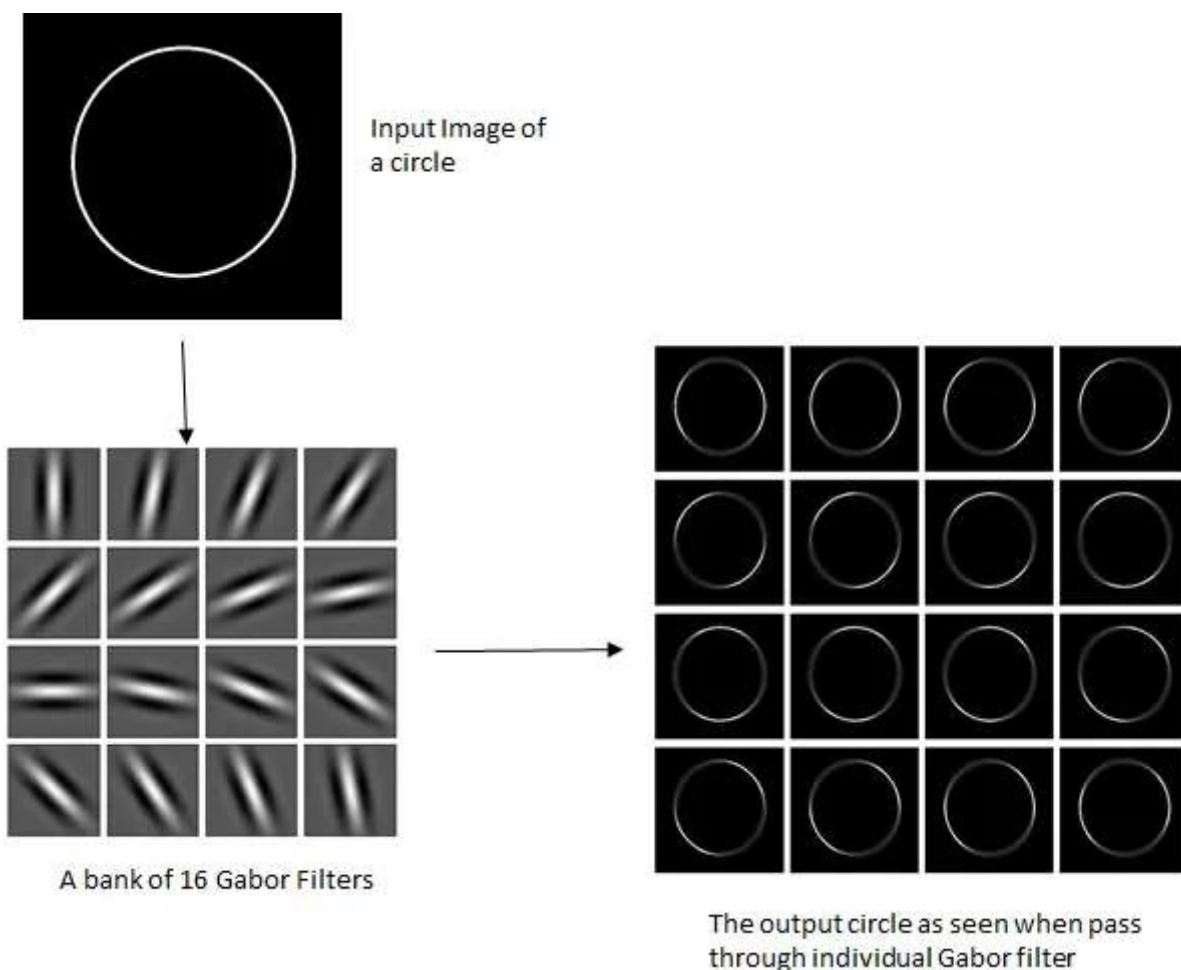 Input Image of
a circle
A bank of 16 Gabor Filters
The output circle as seen when pass
through individual Gabor filter